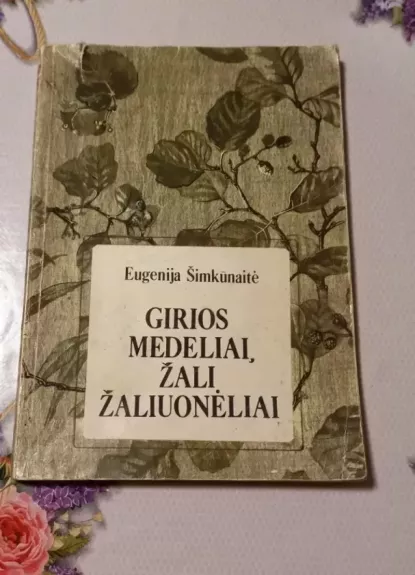 Eugenija Šimkūnaitė
GIRIOS
MEDELIAI,
ŽALI
ŽALIUONĖLIAI